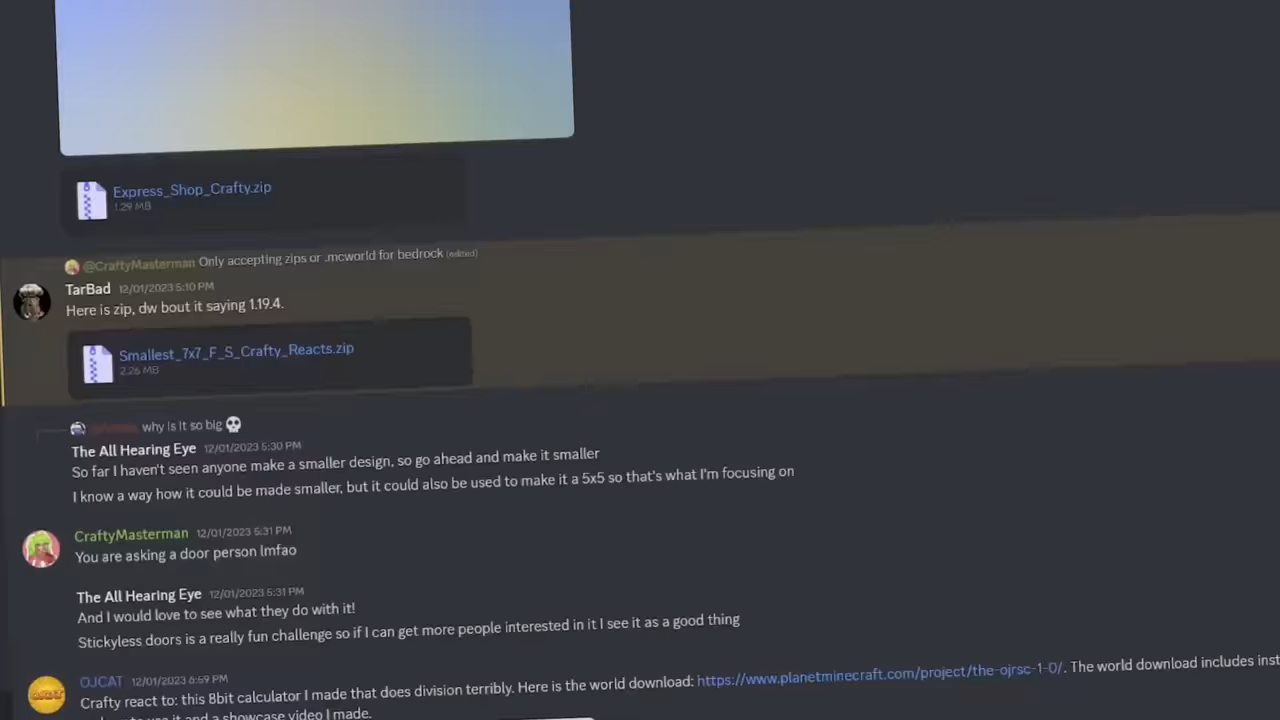 Express_Shop_Crafty.zip
1.29 MB
@CraftyMasterman Only accepting zips or .mcworld for bedrock (edited)
TarBad 12/01/2023 5:10 PM
Here is zip, dw bout it saying 1.19.4.
Smallest_7x7_F_S_Crafty_Reacts.zip
2.26 MB
why is it so big 💀
The All Hearing Eye 12/01/2023 5:30 PM
So far I haven't seen anyone make a smaller design, so go ahead and make it smaller
I know a way how it could be made smaller, but it could also be used to make it a 5x5 so that's what I'm focusing on
CraftyMasterman 12/01/2023 5:31 PM
You are asking a door person lmfao
The All Hearing Eye 12/01/2023 5:31 PM
And I would love to see what they do with it!
Stickyless doors is a really fun challenge so if I can get more people interested in it I see it as a good thing
OJCAT 12/01/2023 6:59 PM
Crafty react to: this 8bit calculator I made that does division terribly. Here is the world download: https://www.planetminecraft.com/project/the-ojrsc-1-0/. The world download includes inst
use it and a showcase video I made.